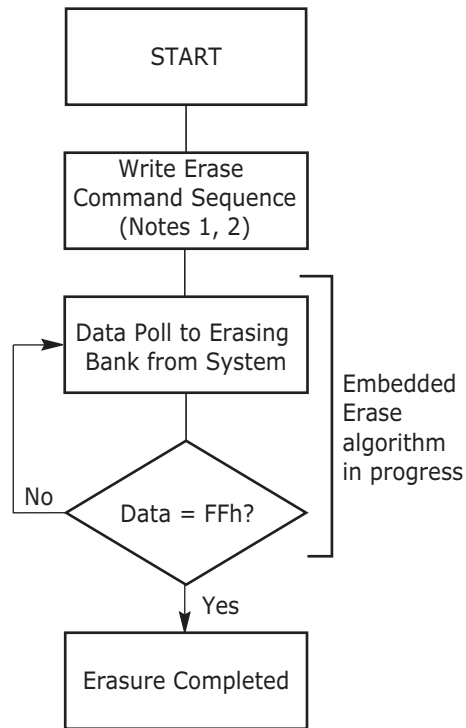 START
Write Erase
Command Sequence
(Notes 1, 2)
Data Poll to Erasing
Bank from System
Embedded
Erase
algorithm
in progress
No
Data = FFh?
Yes
Erasure Completed